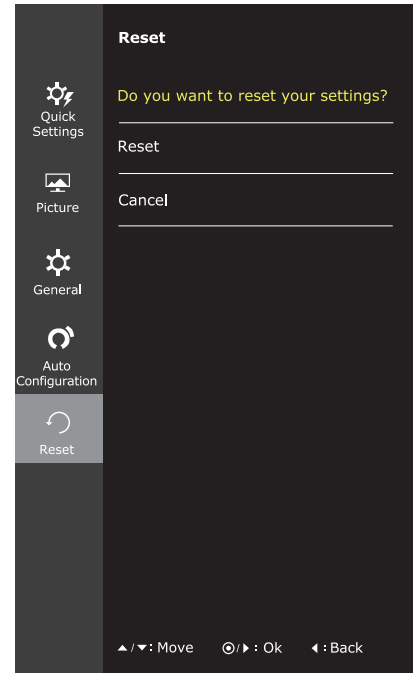 Reset
Do you want to reset your settings?
Reset
Cancel
Quick
Settings
Picture
General
Auto
Configuration
Reset
▲/▼: Move ◉/▶ : Ok ◀ : Back